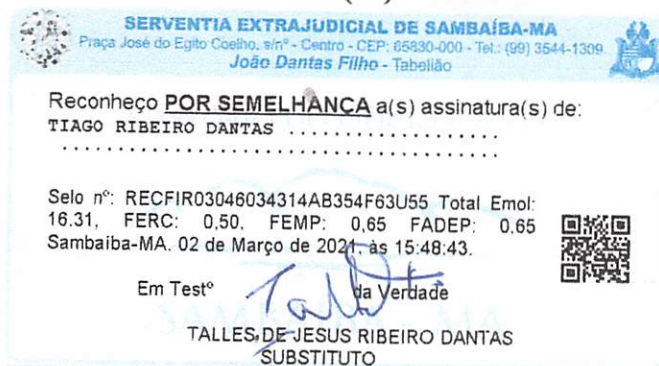 SERVENTIA EXTRAJUDICIAL DE SAMBAÍBA-MA
Praça José do Egito Coelho, s/nº - Centro - CEP: 65830-000 - Tel.: (99) 3544-1309
João Dantas Filho - Tabelião
Reconheço POR SEMELHANÇA a(s) assinatura(s) de:
TIAGO RIBEIRO DANTAS ...................
.......................................
Selo nº: RECFIR03046034314AB354F63U55 Total Emol:
16.31, FERC: 0,50, FEMP: 0,65 FADEP: 0.65
Sambaíba-MA, 02 de Março de 2021, às 15:48:43.
Em Testº da Verdade
TALLES DE JESUS RIBEIRO DANTAS
SUBSTITUTO